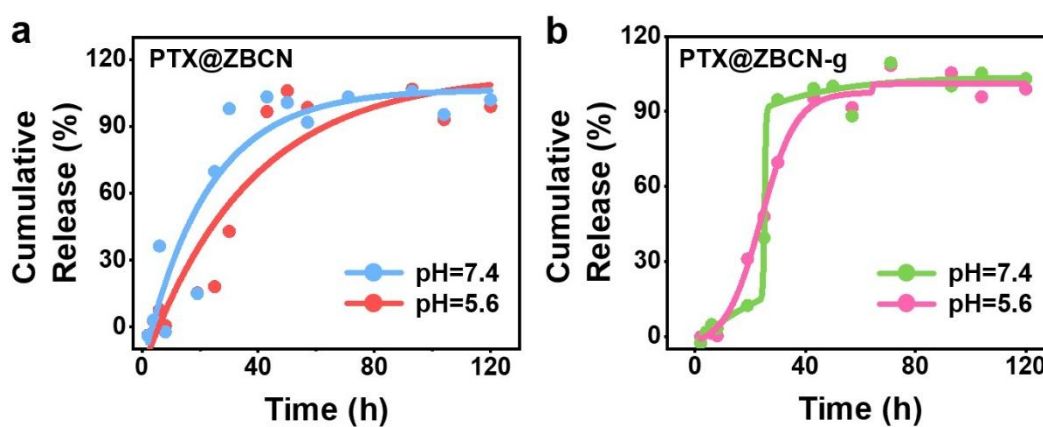 a
PTX@ZBCN
Cumulative
Release (%)
120
90
60
30
0
pH=7.4
pH=5.6
0
40
80
120
Time (h)
b
PTX@ZBCN-g
Cumulative
Release (%)
120
90
60
30
0
pH=7.4
pH=5.6
0
40
80
120
Time (h)